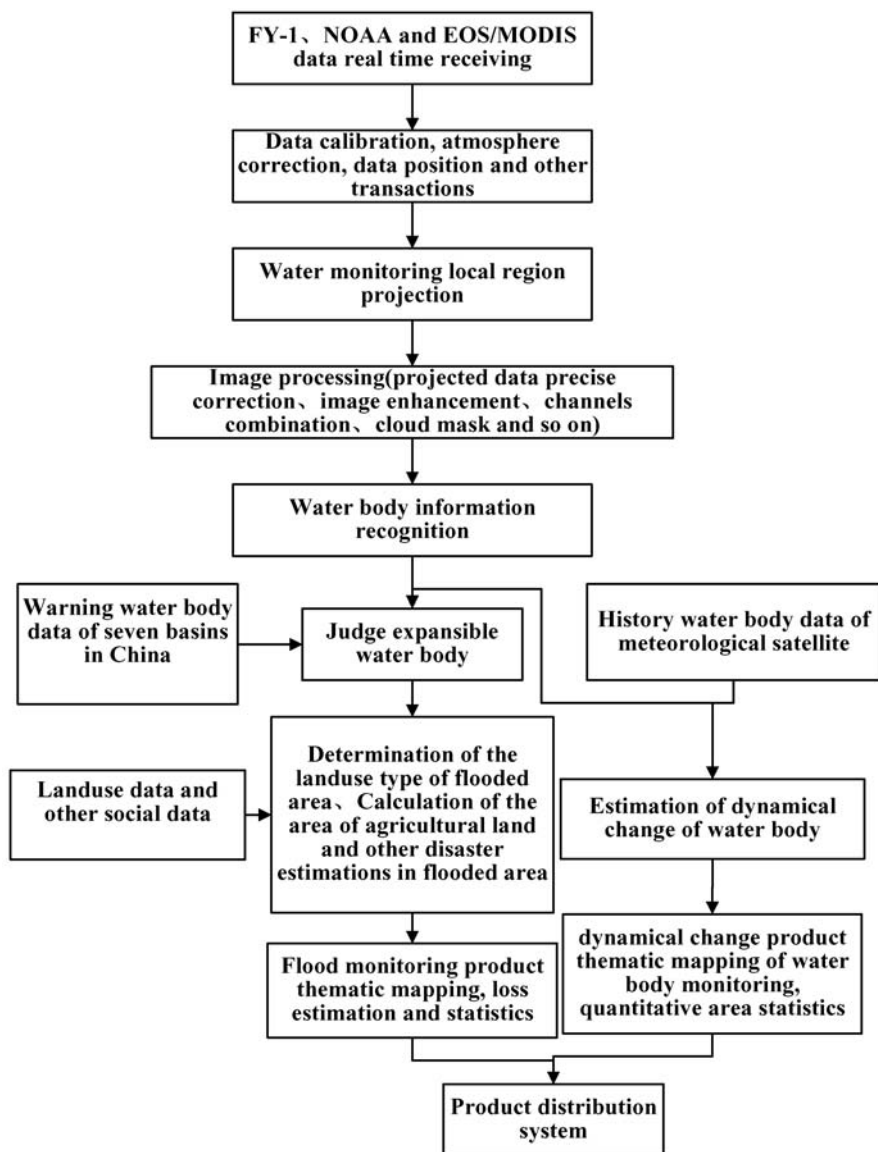 FY-1、NOAA and EOS/MODIS
data real time receiving
Data calibration, atmosphere
correction, data position and other
transactions
Water monitoring local region
projection
Image processing(projected data precise
correction、image enhancement、channels
combination、cloud mask and so on)
Water body information
recognition
Warning water body
data of seven basins
in China
Judge expansible
water body
History water body data of
meteorological satellite
Landuse data and
other social data
Determination of the
landuse type of flooded
area、Calculation of the
area of agricultural land
and other disaster
estimations in flooded area
Estimation of dynamical
change of water body
Flood monitoring product
thematic mapping, loss
estimation and statistics
dynamical change product
thematic mapping of water
body monitoring,
quantitative area statistics
Product distribution
system